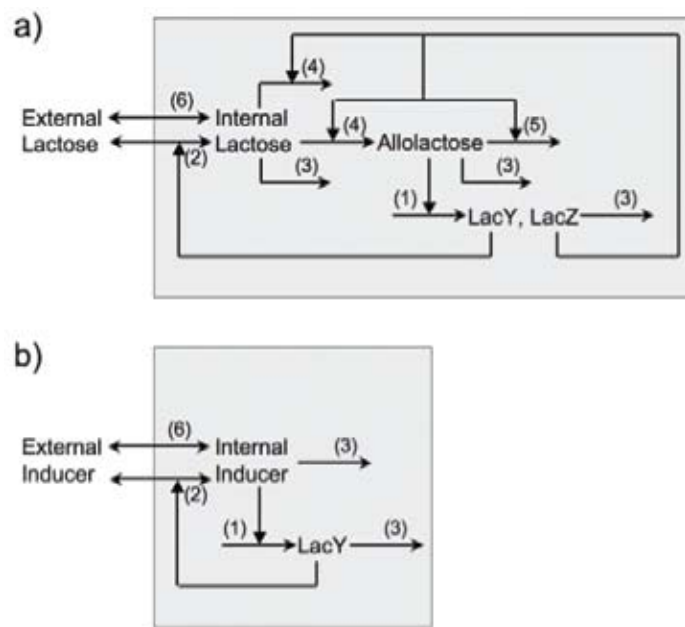 a)
(4)
(6)
External Internal
Lactose (2) Lactose (4) Allolactose (5)
(3) (3)
(1) (3)
LacY, LacZ
b)
(6)
External Internal (3)
Inducer (2) Inducer
(1) (3)
LacY